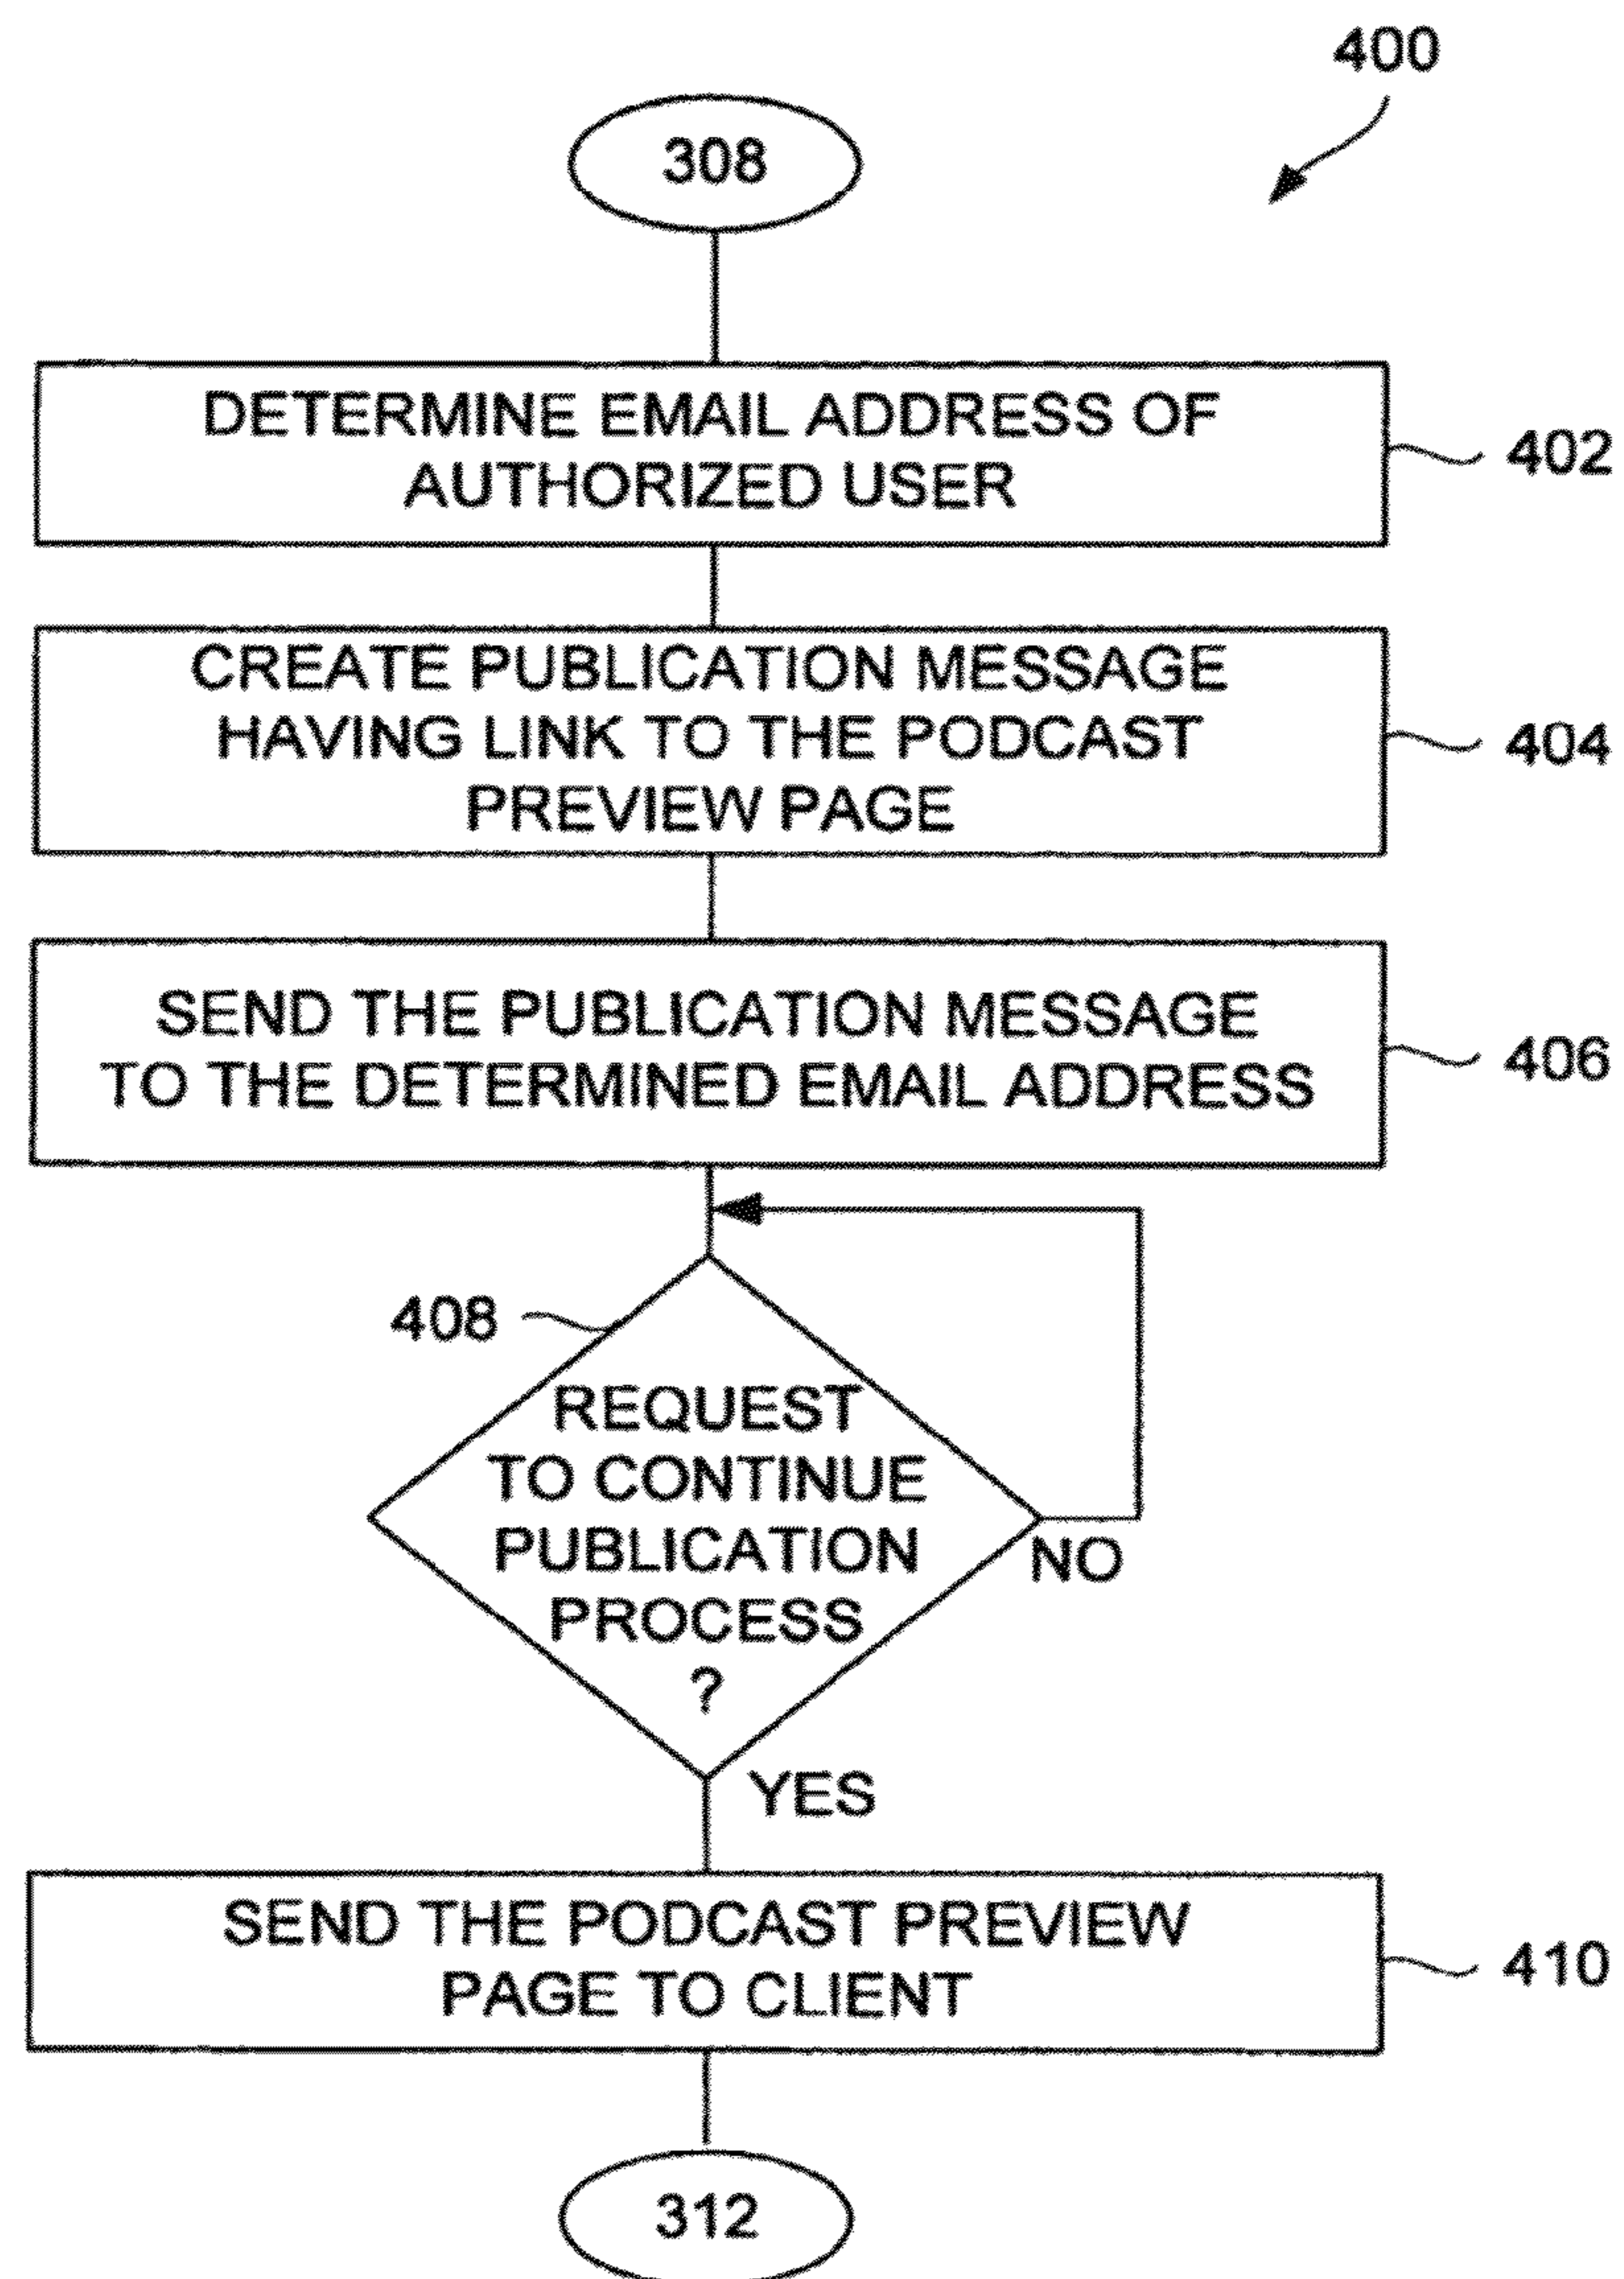 400
308
DETERMINE EMAIL ADDRESS OF
AUTHORIZED USER
402
CREATE PUBLICATION MESSAGE
HAVING LINK TO THE PODCAST
PREVIEW PAGE
404
SEND THE PUBLICATION MESSAGE
TO THE DETERMINED EMAIL ADDRESS
406
408
REQUEST
TO CONTINUE
PUBLICATION
PROCESS
?
NO
YES
SEND THE PODCAST PREVIEW
PAGE TO CLIENT
410
312